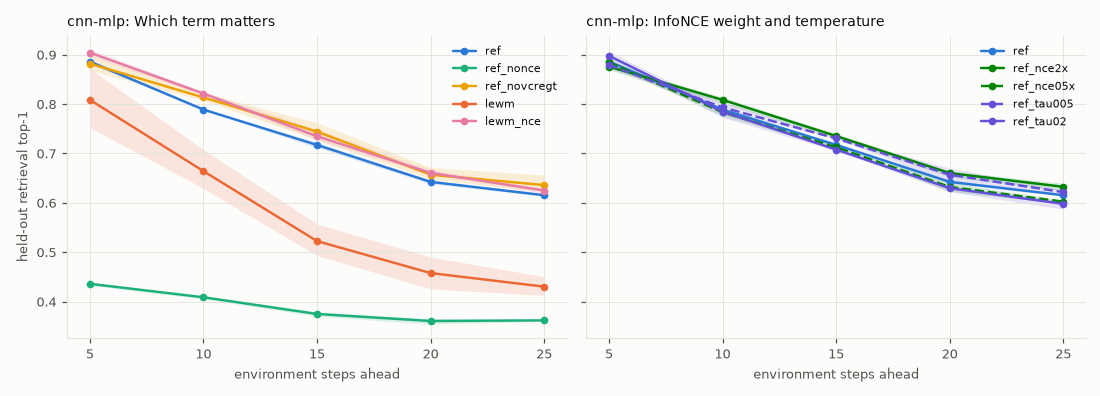 cnn-mlp: Which term matters
held-out retrieval top-1
0.9
0.8
0.7
0.6
0.5
0.4
ref
ref_nonce
ref_novcregt
lewm
lewm_nce
5
10
15
20
25
environment steps ahead
cnn-mlp: InfoNCE weight and temperature
ref
ref_nce2x
ref_nce05x
ref_tau005
ref_tau02
5
10
15
20
25
environment steps ahead